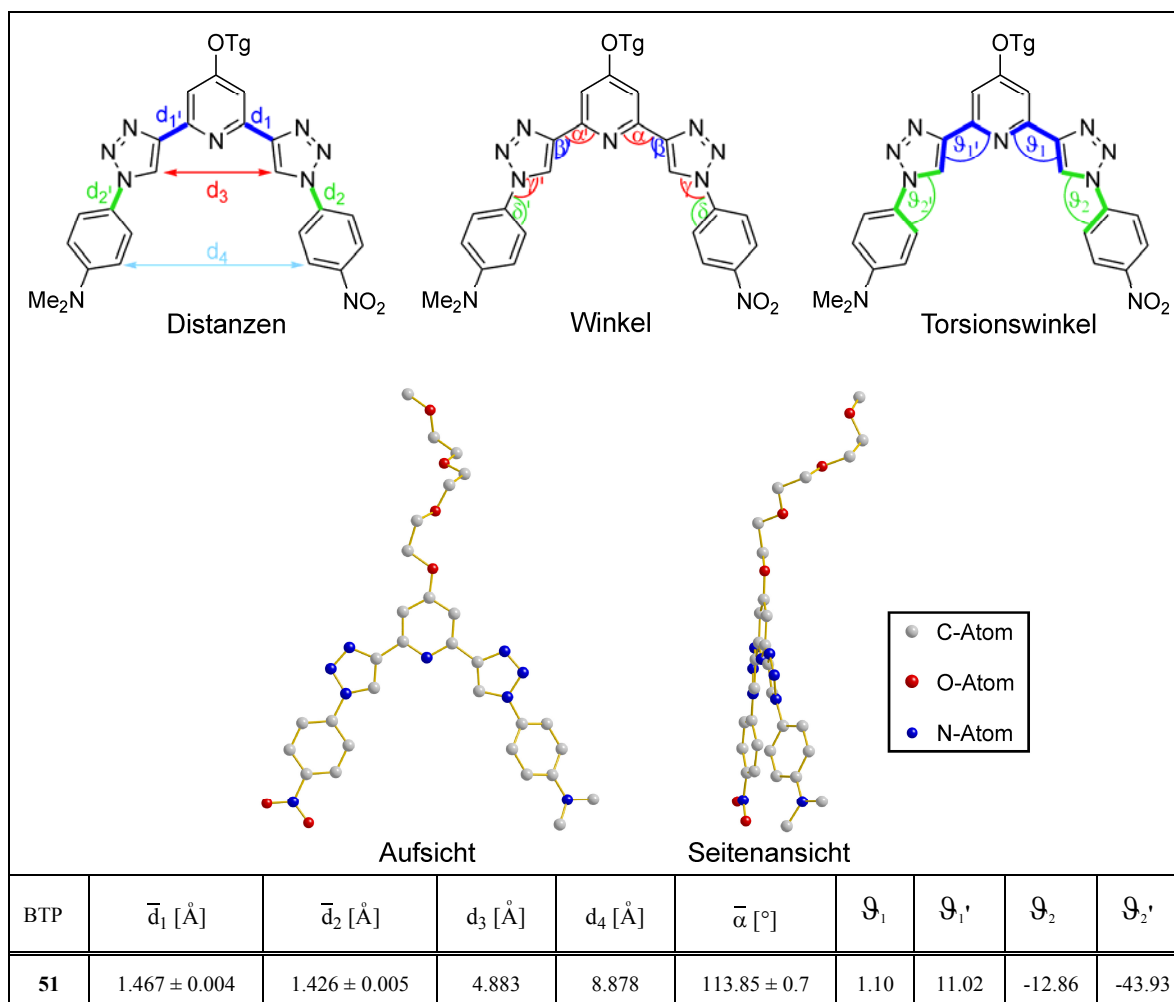 OTg
d₁' d₁
N N N N N N N
d₃
d₂' d₂
d₄
Me₂N NO₂
Distanzen
OTg
α' α
β' β
N N N N N N N
γ' γ
δ' δ
Me₂N NO₂
Winkel
OTg
N N N N N N N
ϑ₁' ϑ₁
ϑ₂' ϑ₂
Me₂N NO₂
Torsionswinkel
C-Atom
O-Atom
N-Atom
Aufsicht
Seitenansicht
BTP d̅₁ [Å] d̅₂ [Å] d₃ [Å] d₄ [Å] α̅ [°] ϑ₁ ϑ₁' ϑ₂ ϑ₂'
51 1.467 ± 0.004 1.426 ± 0.005 4.883 8.878 113.85 ± 0.7 1.10 11.02 -12.86 -43.93